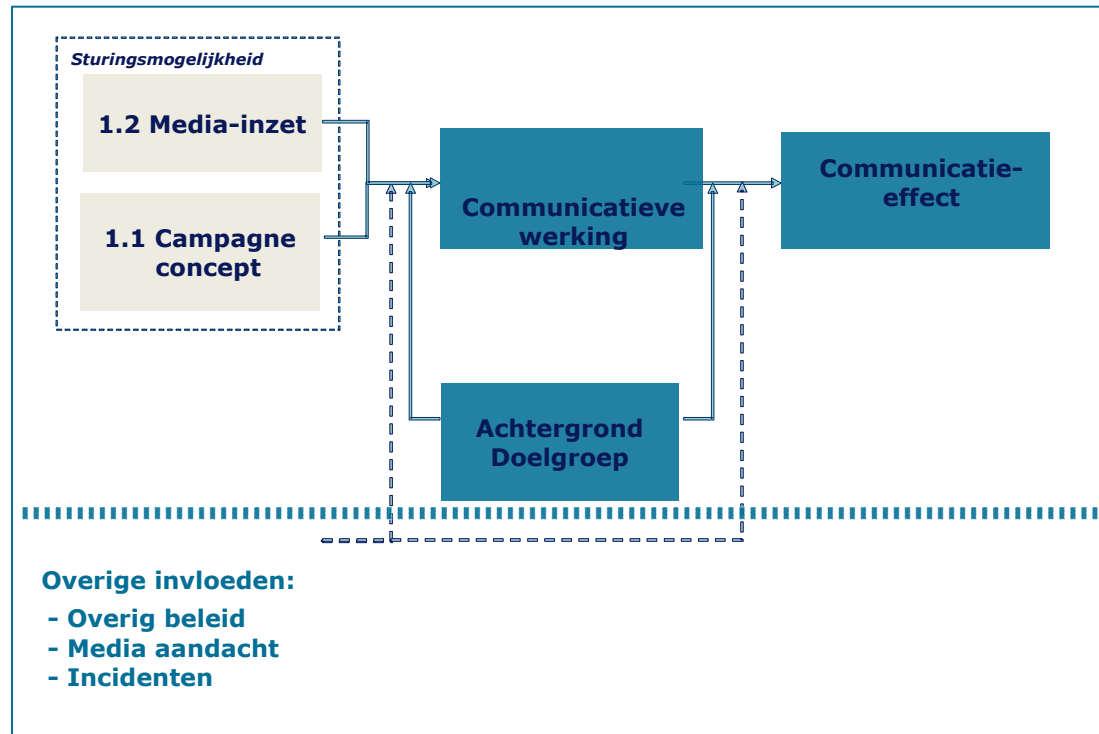 Sturingsmogelijkheid
1.2 Media-inzet
1.1 Campagne
concept
Communicatieve
werking
Communicatie-
effect
Achtergrond
Doelgroep
Overige invloeden:
- Overig beleid
- Media aandacht
- Incidenten